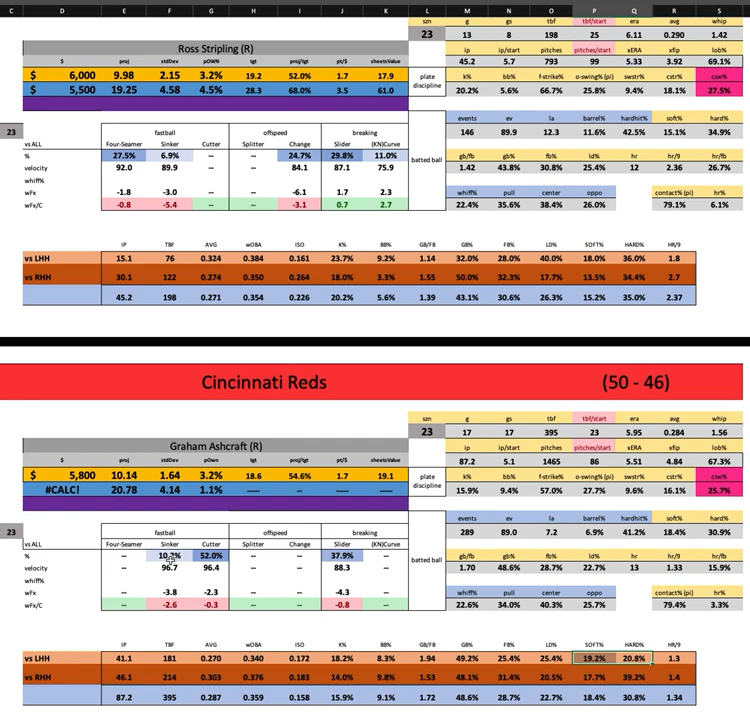 C D E F G H I J K L M N O P Q R S
szn g gs tbf tbf/start era avg whip
23 13 8 198 25 6.11 0.290 1.42
Ross Stripling (R)
ip ip/start pitches pitches/start xERA xfip lob%
45.2 5.7 793 99 5.33 3.92 69.1%
$ proj stdDev pOWN tgt proj/tgt pt/$ sheetsValue
$ 6,000 9.98 2.15 3.2% 19.2 52.0% 1.7 17.9
plate discipline
k% bb% f-strike% o-swing% (pi) swstr% cstr% csw%
$ 5,500 19.25 4.58 4.5% 28.3 68.0% 3.5 61.0
20.2% 5.6% 66.7% 25.8% 9.4% 18.1% 27.5%
events ev la barrel% hardhit% soft% hard%
23 fastball offspeed breaking
146 89.9 12.3 11.6% 42.5% 15.1% 34.9%
vs ALL Four-Seamer Sinker Cutter Splitter Change Slider (KN)Curve
% 27.5% 6.9% -- -- 24.7% 29.8% 11.0%
batted ball
gb/fb gb% fb% ld% hr hr/9 hr/fb
velocity 92.0 89.9 -- -- 84.1 87.1 75.9
1.42 43.8% 30.8% 25.4% 12 2.36 26.7%
whiff%
wFx -1.8 -3.0 -6.1 1.7 2.3
whiff% pull center oppo contact% (pi) hr%
wFx/C -0.8 -5.4 -- -- -3.1 0.7 2.7
22.4% 35.6% 38.4% 26.0% 79.1% 6.1%
IP TBF AVG wOBA ISO K% BB% GB/FB GB% FB% LD% SOFT% HARD% HR/9
vs LHH 15.1 76 0.324 0.384 0.161 23.7% 9.2% 1.14 32.0% 28.0% 40.0% 18.0% 36.0% 1.8
vs RHH 30.1 122 0.274 0.350 0.264 18.0% 3.3% 1.55 50.0% 32.3% 17.7% 13.5% 34.4% 2.7
45.2 198 0.271 0.354 0.226 20.2% 5.6% 1.39 43.1% 30.6% 26.3% 15.2% 35.0% 2.37
Cincinnati Reds (50 - 46)
szn g gs tbf tbf/start era avg whip
23 17 17 395 23 5.95 0.284 1.56
Graham Ashcraft (R)
ip ip/start pitches pitches/start xERA xfip lob%
87.2 5.1 1465 86 5.51 4.84 67.3%
$ proj stdDev pOwn tgt proj/tgt pt/$ sheetsValue
$ 5,800 10.14 1.64 3.2% 18.6 54.6% 1.7 19.1
plate discipline
k% bb% f-strike% o-swing% (pi) swstr% cstr% csw%
#CALC! 20.78 4.14 1.1% ---- ---- ---- ----
15.9% 9.4% 57.0% 27.7% 9.6% 16.1% 25.7%
events ev la barrel% hardhit% soft% hard%
23 fastball offspeed breaking
289 89.0 7.2 6.9% 41.2% 18.4% 30.9%
vs ALL Four-Seamer Sinker Cutter Splitter Change Slider (KN)Curve
% -- 52.0% -- -- 37.9% --
batted ball
gb/fb gb% fb% ld% hr hr/9 hr/fb
velocity -- 96.7 96.4 -- -- 88.3 --
1.70 48.6% 28.7% 22.7% 13 1.33 15.9%
whiff%
wFx -3.8 -2.3 -4.3
whiff% pull center oppo contact% (pi) hr%
wFx/C -- -2.6 -0.3 -- -- -0.8 --
22.6% 34.0% 40.3% 25.7% 79.4% 3.3%
IP TBF AVG wOBA ISO K% BB% GB/FB GB% FB% LD% SOFT% HARD% HR/9
vs LHH 41.1 181 0.270 0.340 0.172 18.2% 8.3% 1.94 49.2% 25.4% 25.4% 19.2% 20.8% 1.3
vs RHH 46.1 214 0.303 0.376 0.183 14.0% 9.8% 1.53 48.1% 31.4% 20.5% 17.7% 39.2% 1.4
87.2 395 0.287 0.359 0.158 15.9% 9.1% 1.72 48.6% 28.7% 22.7% 18.4% 30.8% 1.34